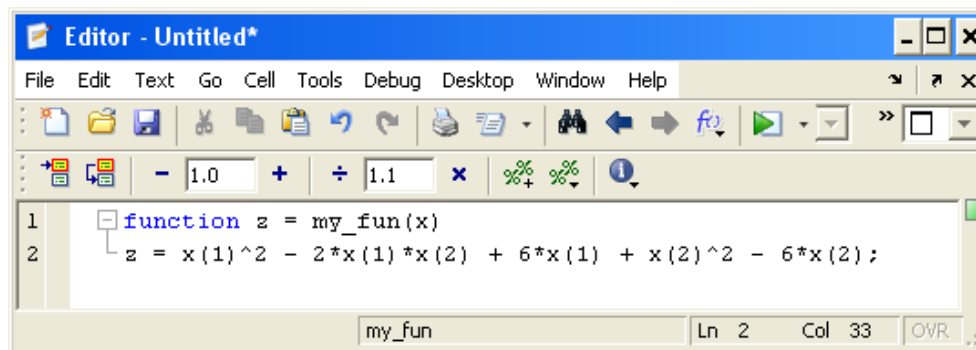 Editor - Untitled*
File Edit Text Go Cell Tools Debug Desktop Window Help
- 1.0 + ÷ 1.1 ×
1 function z = my_fun(x)
2 z = x(1)^2 - 2*x(1)*x(2) + 6*x(1) + x(2)^2 - 6*x(2);
my_fun Ln 2 Col 33 OVR